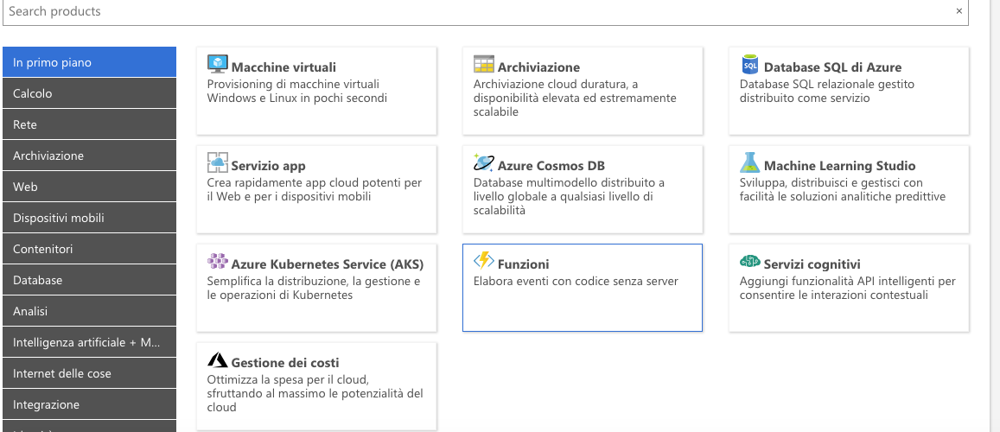 Search products
×
In primo piano
Calcolo
Rete
Archiviazione
Web
Dispositivi mobili
Contenitori
Database
Analisi
Intelligenza artificiale + M...
Internet delle cose
Integrazione
Macchine virtuali
Provisioning di macchine virtuali
Windows e Linux in pochi secondi
Archiviazione
Archiviazione cloud duratura, a
disponibilità elevata ed estremamente
scalabile
SQL
Database SQL di Azure
Database SQL relazionale gestito
distribuito come servizio
Servizio app
Crea rapidamente app cloud potenti per
il Web e per i dispositivi mobili
Azure Cosmos DB
Database multimodello distribuito a
livello globale a qualsiasi livello di
scalabilità
Machine Learning Studio
Sviluppa, distribuisci e gestisci con
facilità le soluzioni analitiche predittive
Azure Kubernetes Service (AKS)
Semplifica la distribuzione, la gestione e
le operazioni di Kubernetes
Funzioni
Elabora eventi con codice senza server
Servizi cognitivi
Aggiungi funzionalità API intelligenti per
consentire le interazioni contestuali
Gestione dei costi
Ottimizza la spesa per il cloud,
sfruttando al massimo le potenzialità del
cloud